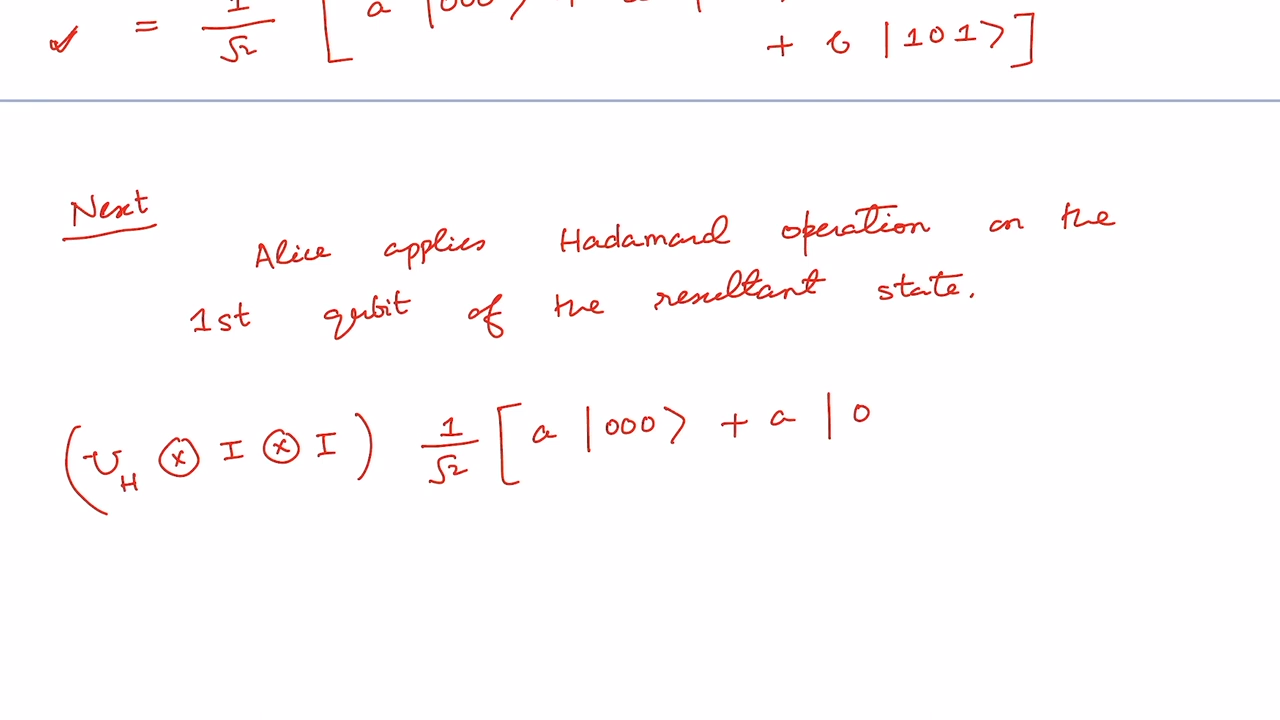 = 1/√2 [ a |000⟩ +
+ b |101⟩ ]
Next
Alice applies Hadamard operation on the
1st qubit of the resultant state.
(U_H ⊗ I ⊗ I) 1/√2 [ a |000⟩ + a | 0